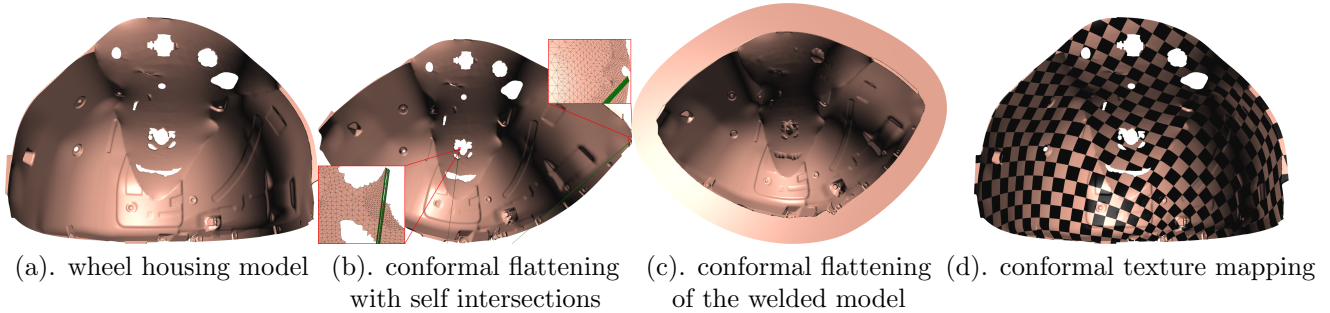 (a). wheel housing model
(b). conformal flattening
with self intersections
(c). conformal flattening
of the welded model
(d). conformal texture mapping